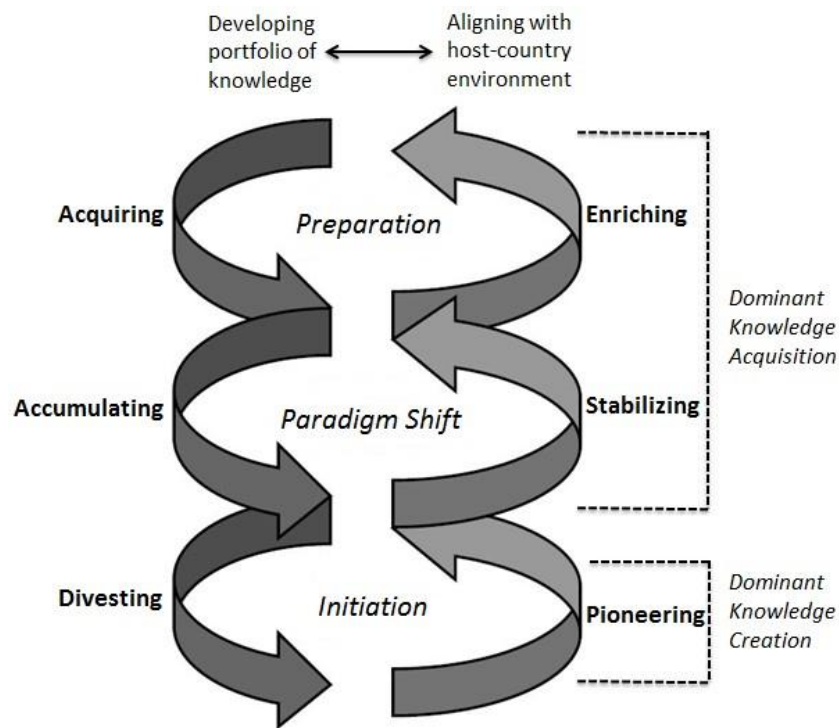 Developing
portfolio of
knowledge
Aligning with
host-country
environment
Acquiring
Preparation
Enriching
Dominant
Knowledge
Acquisition
Accumulating
Paradigm Shift
Stabilizing
Divesting
Initiation
Pioneering
Dominant
Knowledge
Creation